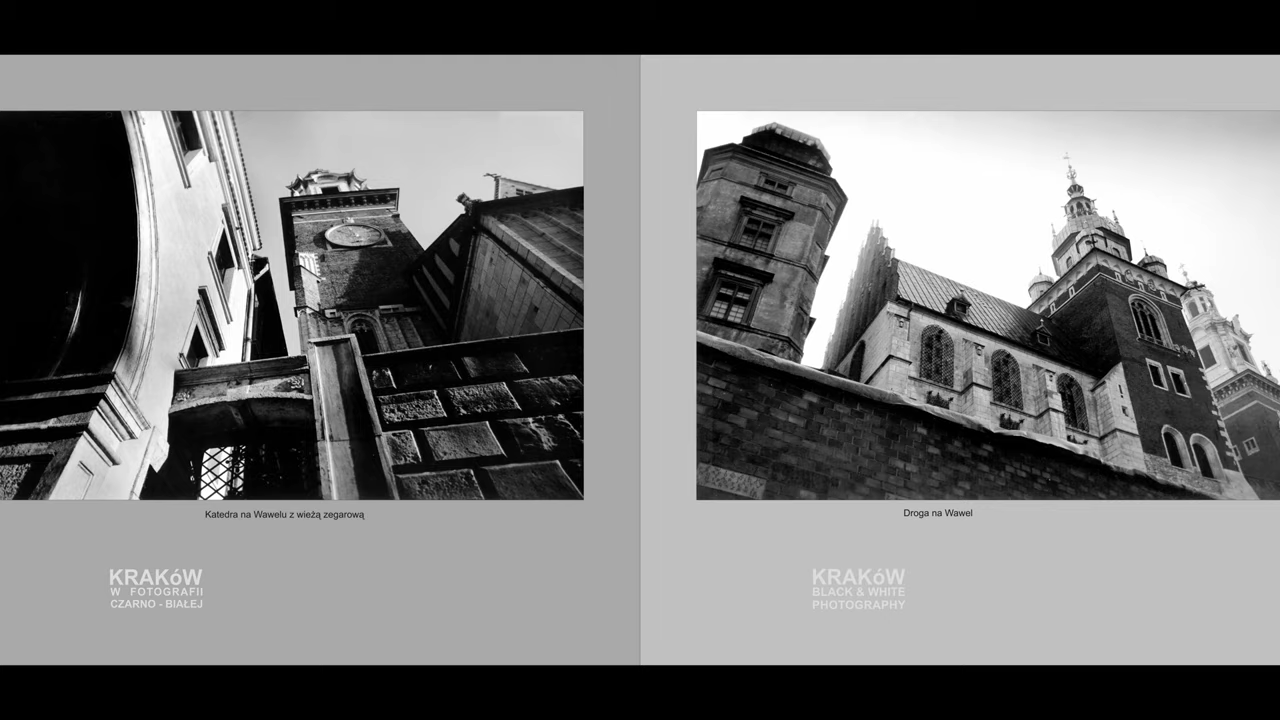 Katedra na Wawelu z wieżą zegarową
KRAKóW
W FOTOGRAFII
CZARNO - BIAŁEJ
Droga na Wawel
KRAKóW
BLACK & WHITE
PHOTOGRAPHY